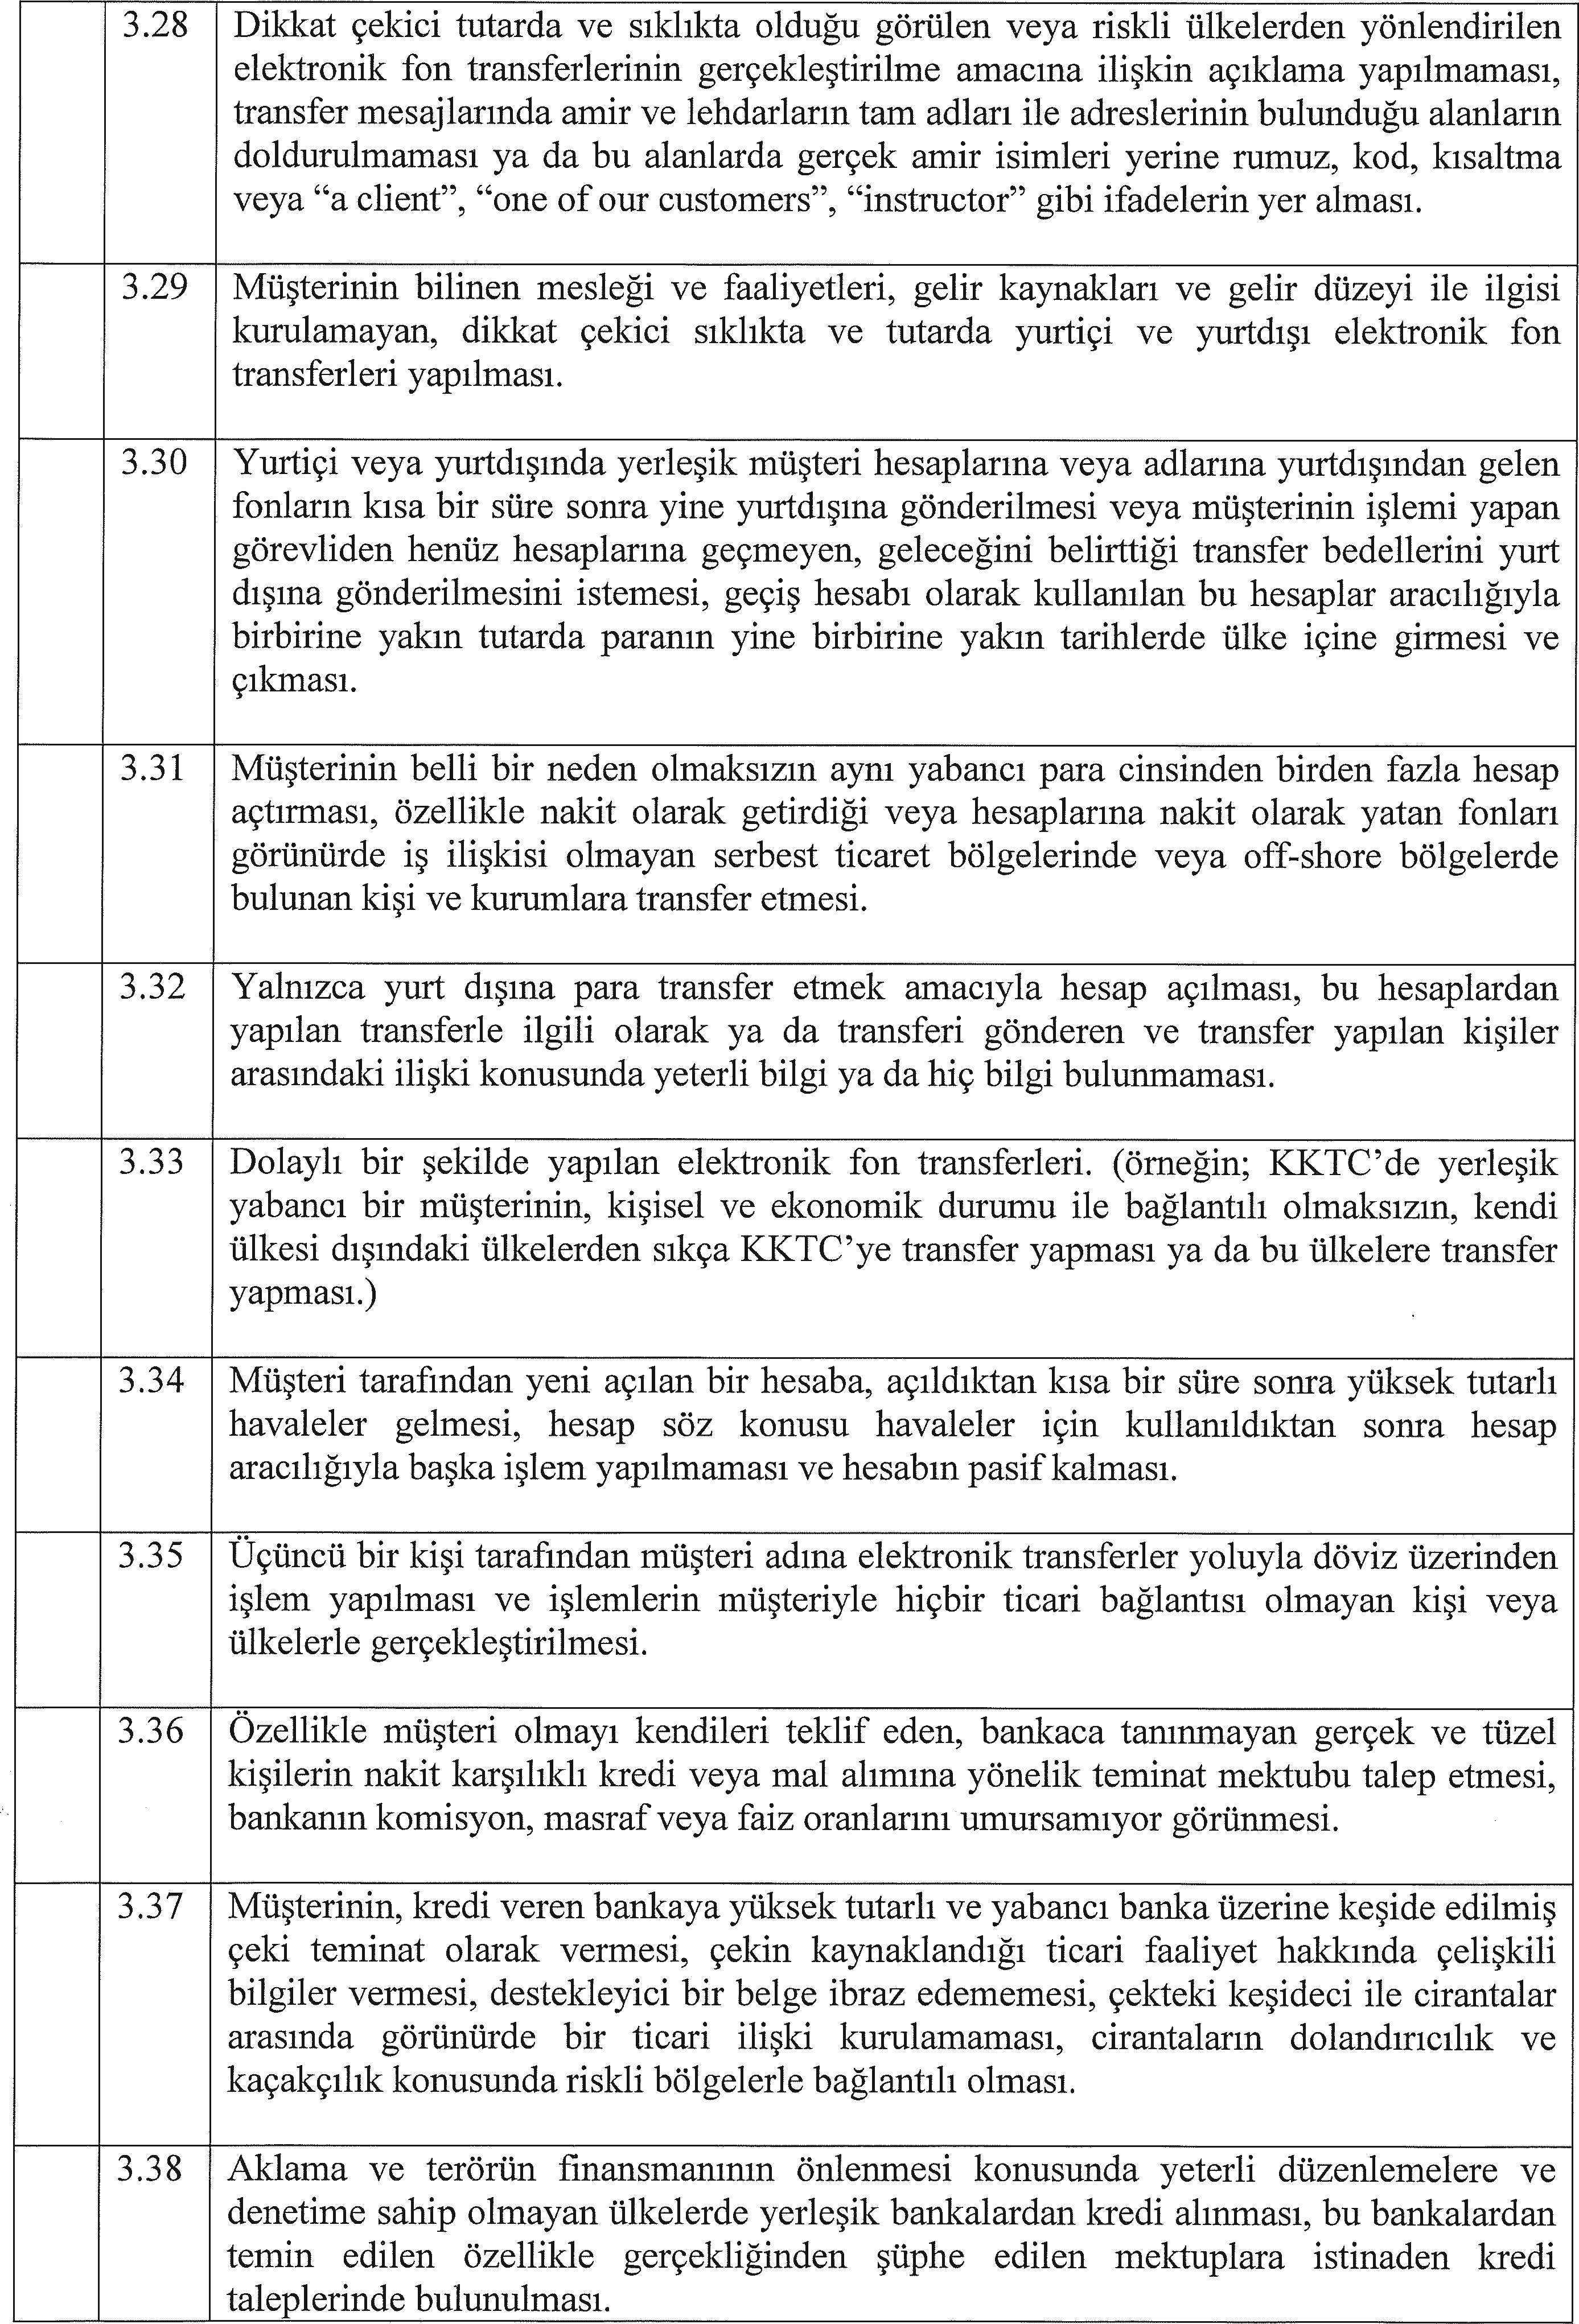 3.28 Dikkat çekici tutarda ve sıklıkta olduğu görülen veya riskli ülkelerden yönlendirilen
elektronik fon transferlerinin gerçekleştirilme amacına ilişkin açıklama yapılmaması,
transfer mesajlarında amir ve lehdarların tam adları ile adreslerinin bulunduğu alanların
doldurulmaması ya da bu alanlarda gerçek amir isimleri yerine rumuz, kod, kısaltma
veya “a client”, “one of our customers”, “instructor” gibi ifadelerin yer alması.
3.29 Müşterinin bilinen mesleği ve faaliyetleri, gelir kaynakları ve gelir düzeyi ile ilgisi
kurulamayan, dikkat çekici sıklıkta ve tutarda yurtiçi ve yurtdışı elektronik fon
transferleri yapılması.
3.30 Yurtiçi veya yurtdışında yerleşik müşteri hesaplarına veya adlarına yurtdışından gelen
fonların kısa bir süre sonra yine yurtdışına gönderilmesi veya müşterinin işlemi yapan
görevliden henüz hesaplarına geçmeyen, geleceğini belirttiği transfer bedellerini yurt
dışına gönderilmesini istemesi, geçiş hesabı olarak kullanılan bu hesaplar aracılığıyla
birbirine yakın tutarda paranın yine birbirine yakın tarihlerde ülke içine girmesi ve
çıkması.
3.31 Müşterinin belli bir neden olmaksızın aynı yabancı para cinsinden birden fazla hesap
açtırması, özellikle nakit olarak getirdiği veya hesaplarına nakit olarak yatan fonları
görünürde iş ilişkisi olmayan serbest ticaret bölgelerinde veya off-shore bölgelerde
bulunan kişi ve kurumlara transfer etmesi.
3.32 Yalnızca yurt dışına para transfer etmek amacıyla hesap açılması, bu hesaplardan
yapılan transferle ilgili olarak ya da transferi gönderen ve transfer yapılan kişiler
arasındaki ilişki konusunda yeterli bilgi ya da hiç bilgi bulunmaması.
3.33 Dolaylı bir şekilde yapılan elektronik fon transferleri. (örneğin; KKTC’de yerleşik
yabancı bir müşterinin, kişisel ve ekonomik durumu ile bağlantılı olmaksızın, kendi
ülkesi dışındaki ülkelerden sıkça KKTC’ye transfer yapması ya da bu ülkelere transfer
yapması.)
3.34 Müşteri tarafından yeni açılan bir hesaba, açıldıktan kısa bir süre sonra yüksek tutarlı
havaleler gelmesi, hesap söz konusu havaleler için kullanıldıktan sonra hesap
aracılığıyla başka işlem yapılmaması ve hesabın pasif kalması.
3.35 Üçüncü bir kişi tarafından müşteri adına elektronik transferler yoluyla döviz üzerinden
işlem yapılması ve işlemlerin müşteriyle hiçbir ticari bağlantısı olmayan kişi veya
ülkelerle gerçekleştirilmesi.
3.36 Özellikle müşteri olmayı kendileri teklif eden, bankaca tanınmayan gerçek ve tüzel
kişilerin nakit karşılıklı kredi veya mal alımına yönelik teminat mektubu talep etmesi,
bankanın komisyon, masraf veya faiz oranlarını umursamıyor görünmesi.
3.37 Müşterinin, kredi veren bankaya yüksek tutarlı ve yabancı banka üzerine keşide edilmiş
çeki teminat olarak vermesi, çekin kaynaklandığı ticari faaliyet hakkında çelişkili
bilgiler vermesi, destekleyici bir belge ibraz edememesi, çekteki keşideci ile cirantalar
arasında görünürde bir ticari ilişki kurulamaması, cirantaların dolandırıcılık ve
kaçakçılık konusunda riskli bölgelerle bağlantılı olması.
3.38 Aklama ve terörün finansmanının önlenmesi konusunda yeterli düzenlemelere ve
denetime sahip olmayan ülkelerde yerleşik bankalardan kredi alınması, bu bankalardan
temin edilen özellikle gerçekliğinden şüphe edilen mektuplara istinaden kredi
taleplerinde bulunulması.